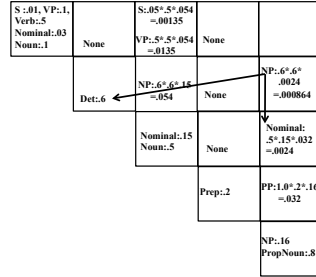 S :.01, VP:.1,
Verb:.5
Nominal:.03
Noun:.1
None
S:.05*.5*.054
=.00135
VP:.5*.5*.054
=.0135
None
Det:.6
NP:.6*.6*.15
=.054
None
NP:.6*.6*
.0024
=.000864
Nominal:.15
Noun:.5
None
Nominal:
.5*.15*.032
=.0024
Prep:.2
PP:1.0*.2*.16
=.032
NP:.16
PropNoun:.8